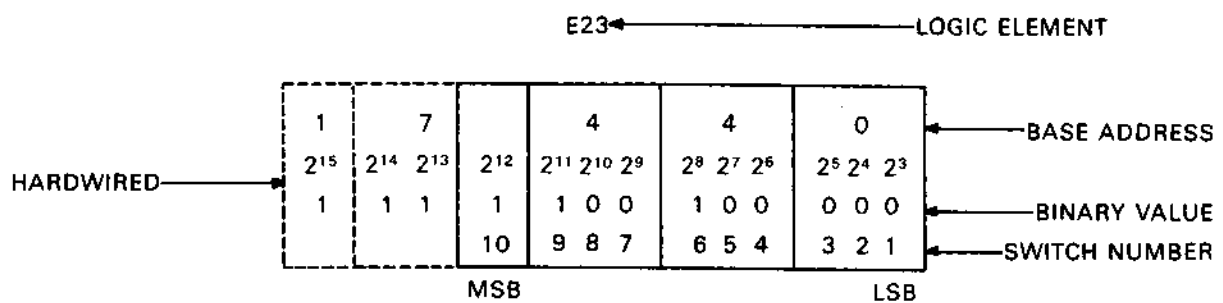 E23 LOGIC ELEMENT
1 7 4 4 0 BASE ADDRESS
HARDWIRED 2¹⁵ 2¹⁴ 2¹³ 2¹² 2¹¹ 2¹⁰ 2⁹ 2⁸ 2⁷ 2⁶ 2⁵ 2⁴ 2³
1 1 1 1 1 0 0 1 0 0 0 0 0 BINARY VALUE
10 9 8 7 6 5 4 3 2 1 SWITCH NUMBER
MSB LSB